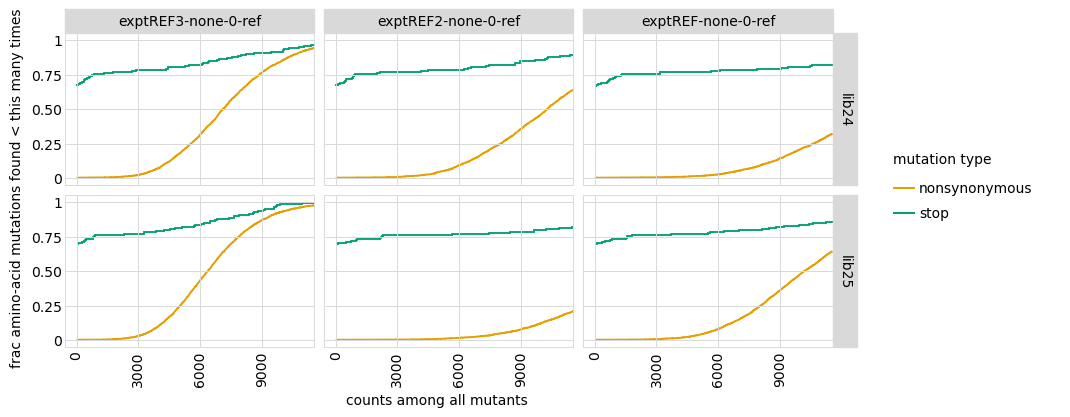 exptREF3-none-0-ref
exptREF2-none-0-ref
exptREF-none-0-ref
frac amino-acid mutations found < this many times
1
0.75
0.50
0.25
0
lib24
1
0.75
0.50
0.25
0
lib25
0
3000
6000
9000
0
3000
6000
9000
0
3000
6000
9000
counts among all mutants
mutation type
nonsynonymous
stop